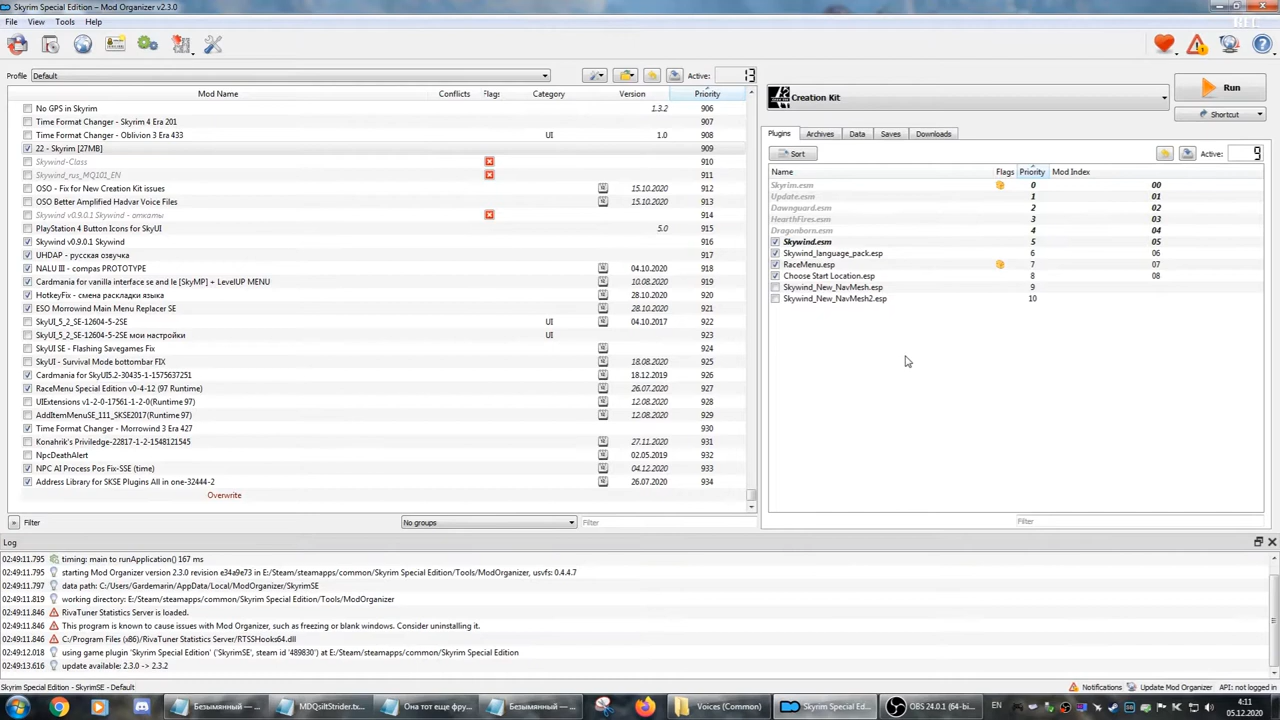 Skyrim Special Edition – Mod Organizer v2.3.0
File View Tools Help
Profile Default Active: 13
Mod Name Conflicts Flags Category Version Priority
No GPS in Skyrim 1.3.2 906
Time Format Changer - Skyrim 4 Era 201 907
Time Format Changer - Oblivion 3 Era 433 UI 1.0 908
22 - Skyrim [27MB] 909
Skywind-Class 910
Skywind_rus_MQ101_EN 911
OSO - Fix for New Creation Kit issues 15.10.2020 912
OSO Better Amplified Hadvar Voice Files 15.10.2020 913
Skywind v0.9.0.1 Skywind - откаты 914
PlayStation 4 Button Icons for SkyUI 5.0 915
Skywind v0.9.0.1 Skywind 916
UHDAP - русская озвучка 917
NALU III - compas PROTOTYPE 04.10.2020 918
Cardmania for vanilla interface se and le [SkyMP] + LevelUP MENU 10.08.2020 919
HotkeyFix - смена раскладки языка 28.10.2020 920
ESO Morrowind Main Menu Replacer SE 28.10.2020 921
SkyUI_5_2_SE-12604-5-2SE UI 04.10.2017 922
SkyUI_5_2_SE-12604-5-2SE мои настройки UI 923
SkyUI SE - Flashing Savegames Fix 924
SkyUI - Survival Mode bottombar FIX 18.08.2020 925
Cardmania for SkyUI5.2-30435-1-1575637251 18.12.2019 926
RaceMenu Special Edition v0-4-12 (97 Runtime) 26.07.2020 927
UIExtensions v1-2-0-17561-1-2-0(Runtime 97) 12.08.2020 928
AddItemMenuSE_111_SKSE2017(Runtime 97) 12.08.2020 929
Time Format Changer - Morrowind 3 Era 427 930
Konahrik's Priviledge-22817-1-2-1548121545 27.11.2020 931
NpcDeathAlert 02.05.2019 932
NPC AI Process Pos Fix-SSE (time) 04.12.2020 933
Address Library for SKSE Plugins All in one-32444-2 26.07.2020 934
Overwrite
» Filter No groups Filter
Creation Kit Run
Shortcut
Plugins Archives Data Saves Downloads
Sort Active: 9
Name Flags Priority Mod Index
Skyrim.esm 0 00
Update.esm 1 01
Dawnguard.esm 2 02
HearthFires.esm 3 03
Dragonborn.esm 4 04
Skywind.esm 5 05
Skywind_language_pack.esp 6 06
RaceMenu.esp 7 07
Choose Start Location.esp 8 08
Skywind_New_NavMesh.esp 9
Skywind_New_NavMesh2.esp 10
Filter
Log
02:49:11.795 timing: main to runApplication() 167 ms
02:49:11.795 starting Mod Organizer version 2.3.0 revision e34a9e73 in E:/Steam/steamapps/common/Skyrim Special Edition/Tools/ModOrganizer, usvfs: 0.4.4.7
02:49:11.797 data path: C:/Users/Gardemarin/AppData/Local/ModOrganizer/SkyrimSE
02:49:11.819 working directory: E:/Steam/steamapps/common/Skyrim Special Edition/Tools/ModOrganizer
02:49:11.846 RivaTuner Statistics Server is loaded.
02:49:11.846 This program is known to cause issues with Mod Organizer, such as freezing or blank windows. Consider uninstalling it.
02:49:11.846 C:/Program Files (x86)/RivaTuner Statistics Server/RTSSHooks64.dll
02:49:12.018 using game plugin 'Skyrim Special Edition' ('SkyrimSE', steam id '489830') at E:/Steam/steamapps/common/Skyrim Special Edition
02:49:13.616 update available: 2.3.0 -> 2.3.2
Skyrim Special Edition - SkyrimSE - Default Notifications Update Mod Organizer API: not logged in
Безымянный —... MDQsiltStrider.tx... Она тот еще фру... Безымянный —... Voices (Common) Skyrim Special Ed... OBS 24.0.1 (64-bi... EN 4:11
05.12.2020